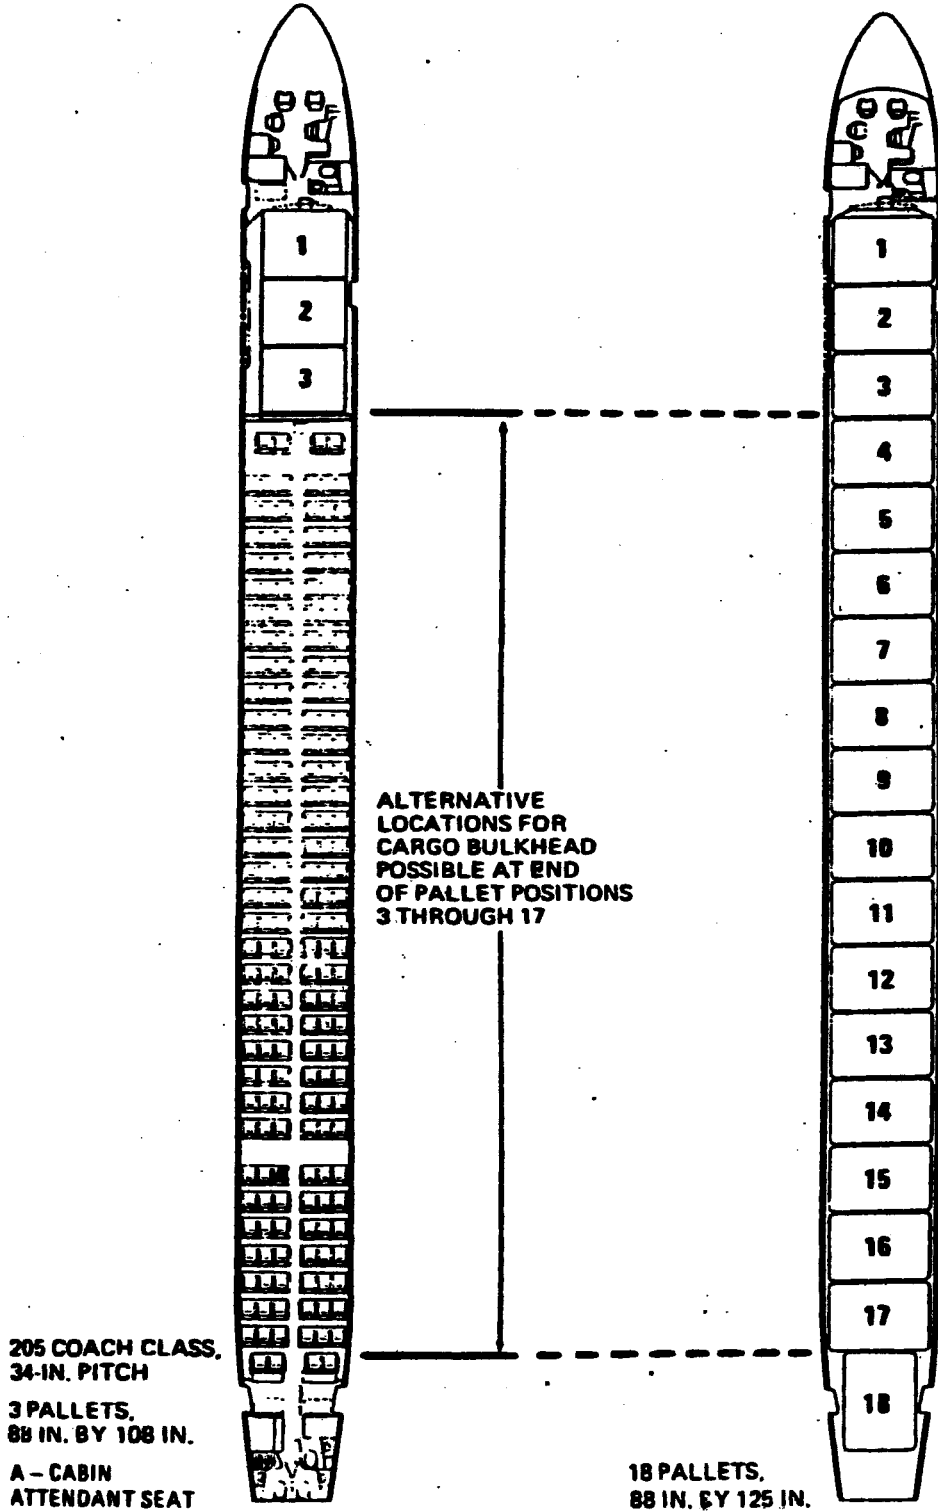 1
2
3
1
2
3
4
5
6
7
8
9
10
11
12
13
14
15
16
17
18
ALTERNATIVE
LOCATIONS FOR
CARGO BULKHEAD
POSSIBLE AT END
OF PALLET POSITIONS
3 THROUGH 17
205 COACH CLASS,
34-IN. PITCH
3 PALLETS,
88 IN. BY 108 IN.
A – CABIN
ATTENDANT SEAT
18 PALLETS,
88 IN. BY 125 IN.